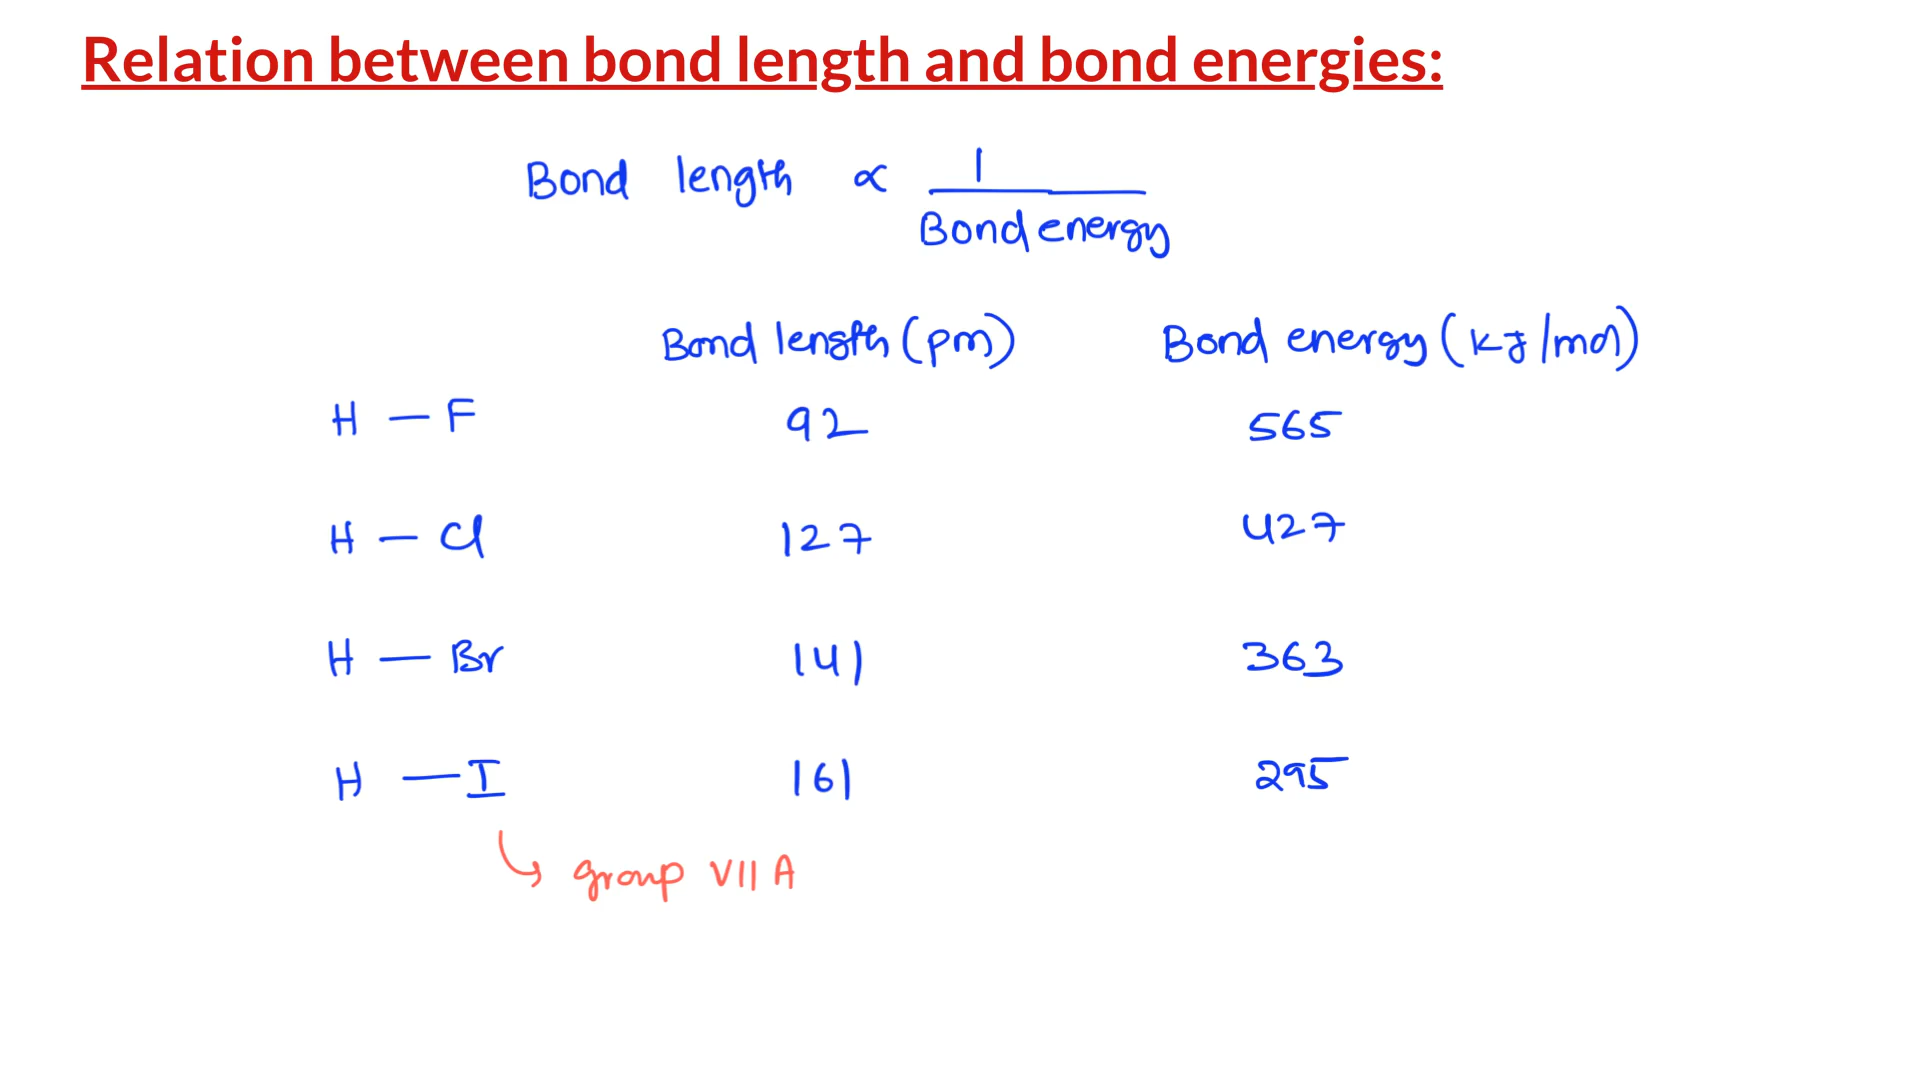 Relation between bond length and bond energies:
Bond length ∝ 1
Bond energy
Bond length (pm) Bond energy (kJ/mol)
H — F 92 565
H — Cl 127 427
H — Br 141 363
H — I 161 295
group VII A